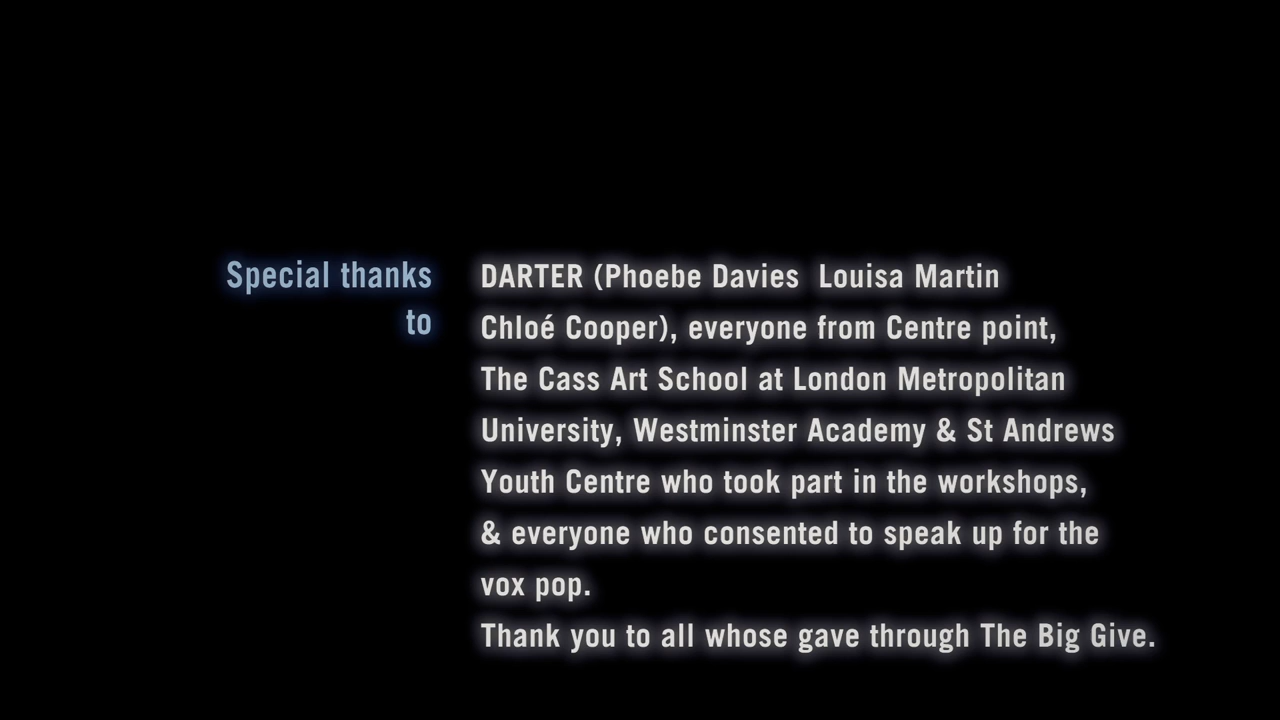 Special thanks
to
DARTER (Phoebe Davies  Louisa Martin
Chloé Cooper), everyone from Centre point,
The Cass Art School at London Metropolitan
University, Westminster Academy & St Andrews
Youth Centre who took part in the workshops,
& everyone who consented to speak up for the
vox pop.
Thank you to all whose gave through The Big Give.